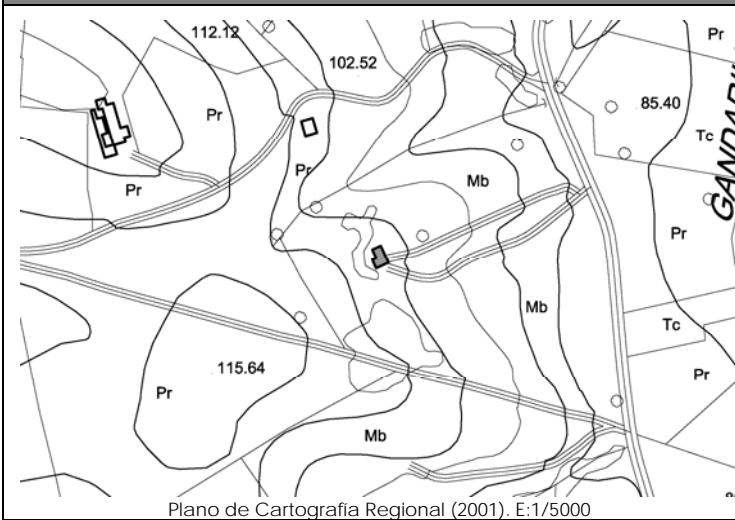 112.12
Pr
102.52
Pr
85.40
Tc
Pr
Pr
Mb
Pr
Mb
Tc
115.64
Pr
Pr
Mb
Plano de Cartografía Regional (2001). E:1/5000